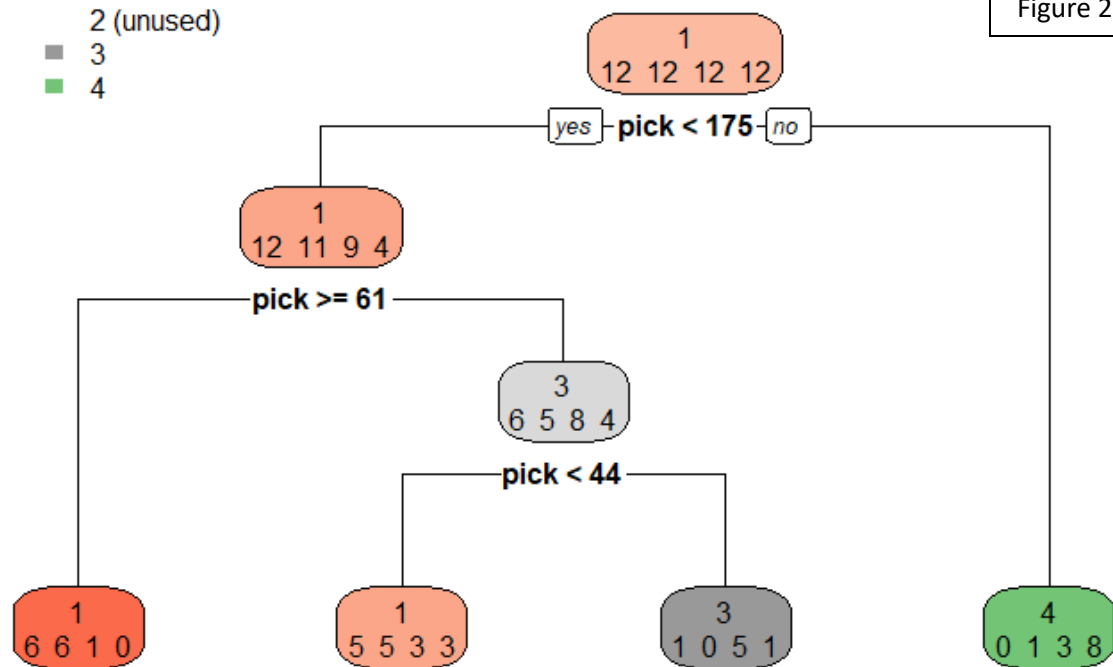 2 (unused)
3
4
Figure 2
1
12 12 12 12
yes pick < 175 no
1
12 11 9 4
pick >= 61
3
6 5 8 4
pick < 44
1
6 6 1 0
1
5 5 3 3
3
1 0 5 1
4
0 1 3 8